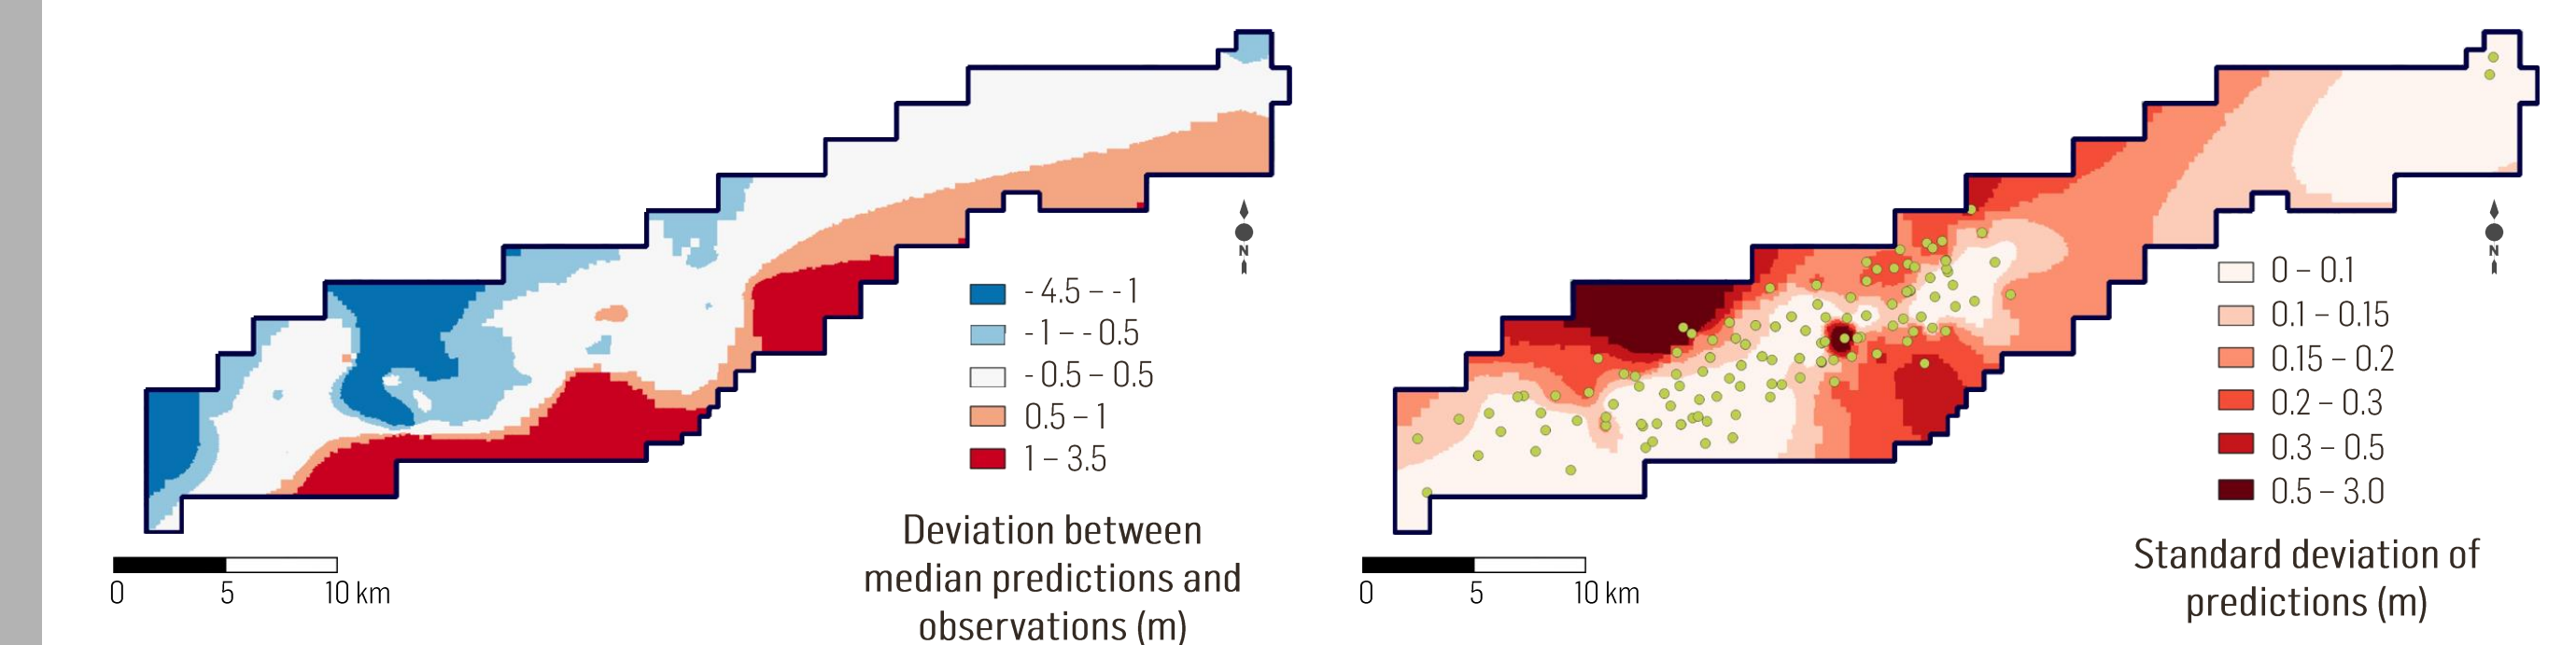 N
- 4.5 – -1
-1 – -0.5
- 0.5 – 0.5
0.5 – 1
1 – 3.5
Deviation between
median predictions and
observations (m)
0 5 10 km
N
0 – 0.1
0.1 – 0.15
0.15 – 0.2
0.2 – 0.3
0.3 – 0.5
0.5 – 3.0
Standard deviation of
predictions (m)
0 5 10 km